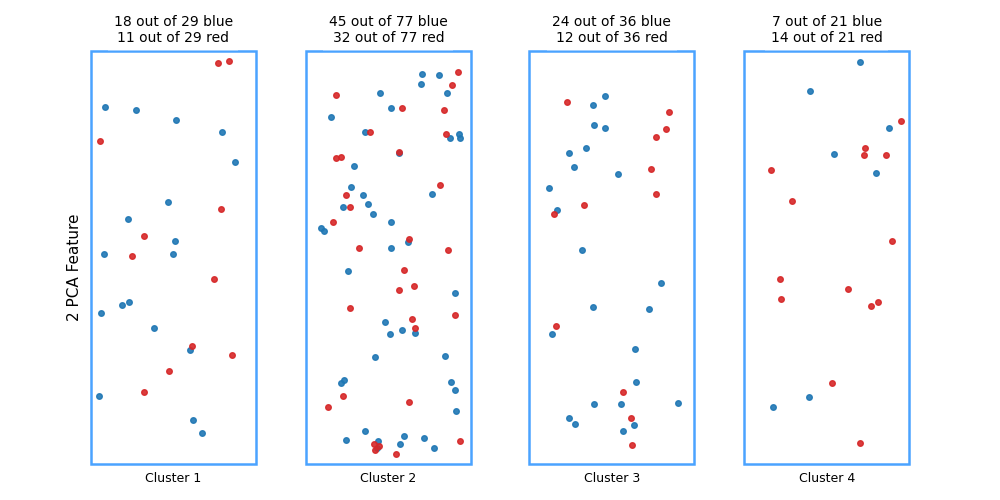 18 out of 29 blue
11 out of 29 red
45 out of 77 blue
32 out of 77 red
24 out of 36 blue
12 out of 36 red
7 out of 21 blue
14 out of 21 red
2 PCA Feature
Cluster 1
Cluster 2
Cluster 3
Cluster 4